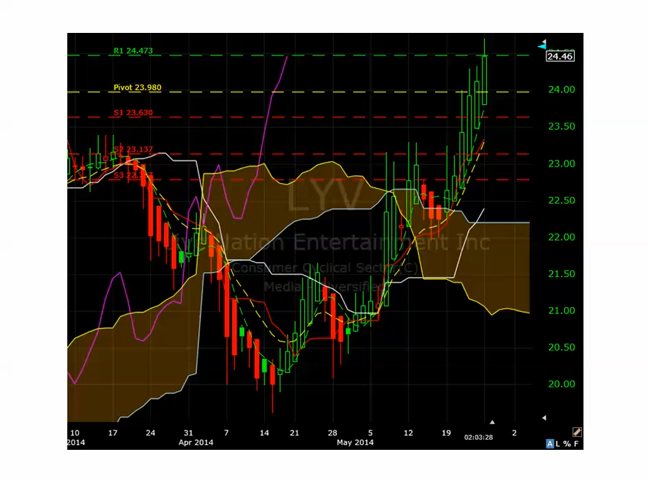 R1 24.473
24.46
Pivot 23.980
24.00
S1 23.630
23.50
S2 23.137
23.00
S3
LYV
22.50
22.00
Nation Entertainment Inc
(Consumer Cyclical Sector C)
21.50
Media Diversified
21.00
20.50
20.00
10 17 24 31 7 14 21 28 5 12 19 2
2014 Apr 2014 May 2014 02:03:28
A L % F